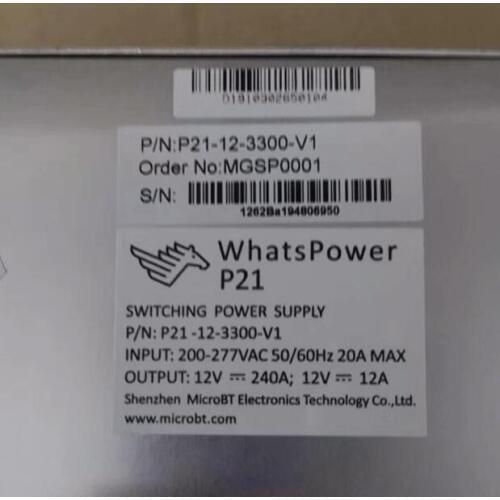 D1910302650104
P/N:P21-12-3300-V1
Order No:MGSP0001
S/N:
1262Ba194806950
WhatsPower
P21
SWITCHING POWER SUPPLY
P/N: P21 -12-3300-V1
INPUT: 200-277VAC 50/60Hz 20A MAX
OUTPUT: 12V ⎓ 240A; 12V ⎓ 12A
Shenzhen MicroBT Electronics Technology Co.,Ltd.
www.microbt.com